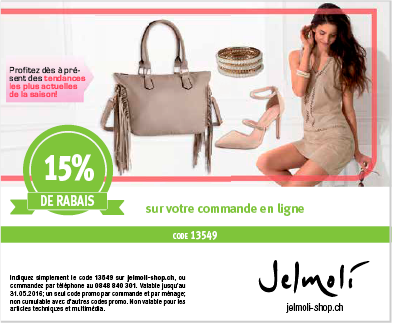 Profitez dès à pré-
sent des tendances
les plus actuelles
de la saison!
15%
DE RABAIS
sur votre commande en ligne
CODE 13549
Indiquez simplement le code 13549 sur jelmoli-shop.ch, ou
commandez par téléphone au 0848 840 301. Valable jusqu'au
31.05.2016; un seul code promo par commande et par ménage;
non cumulable avec d'autres codes promo. Non valable pour les
articles techniques et multimédia.
Jelmoli
jelmoli-shop.ch